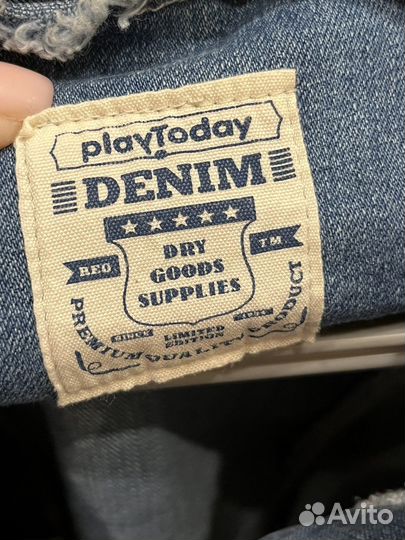 playToday
DENIM
DRY
REG TM
GOODS
SUPPLIES
PREMIUM QUALITY PRODUCT
LIMITED
EDITION
Avito